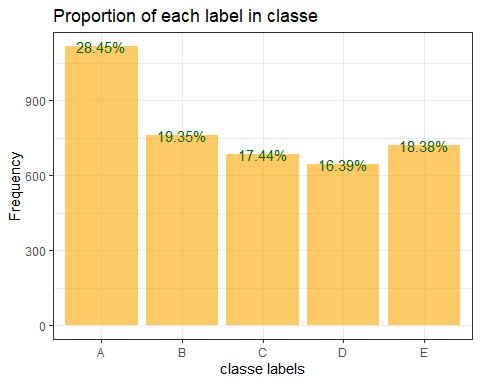 Proportion of each label in classe
28.45%
19.35%
17.44%
16.39%
18.38%
900
600
300
0
Frequency
A B C D E
classe labels